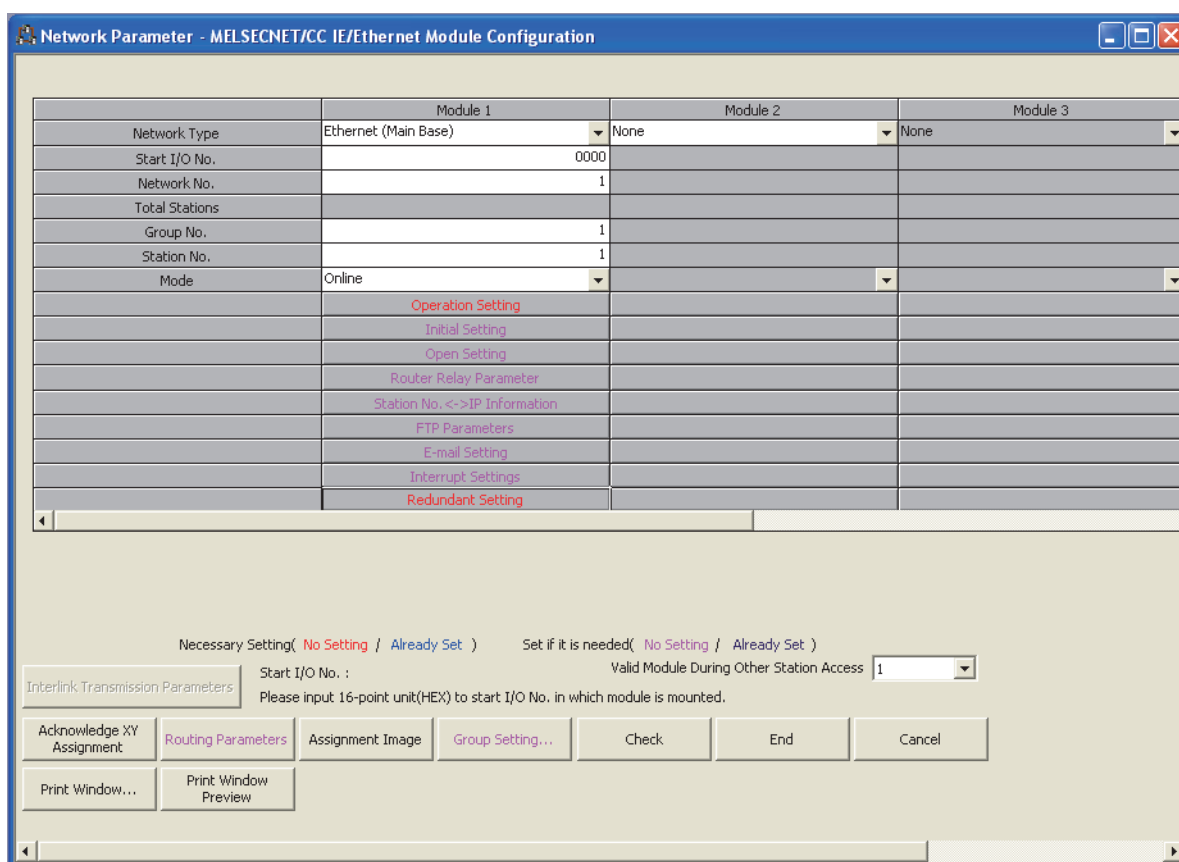 Network Parameter - MELSECNET/CC IE/Ethernet Module Configuration
Module 1 Module 2 Module 3
Network Type Ethernet (Main Base) None None
Start I/O No. 0000
Network No. 1
Total Stations
Group No. 1
Station No. 1
Mode Online
Operation Setting
Initial Setting
Open Setting
Router Relay Parameter
Station No.<->IP Information
FTP Parameters
E-mail Setting
Interrupt Settings
Redundant Setting
Necessary Setting( No Setting / Already Set ) Set if it is needed( No Setting / Already Set )
Interlink Transmission Parameters
Start I/O No. : Valid Module During Other Station Access 1
Please input 16-point unit(HEX) to start I/O No. in which module is mounted.
Acknowledge XY
Assignment
Routing Parameters Assignment Image Group Setting... Check End Cancel
Print Window...
Print Window
Preview